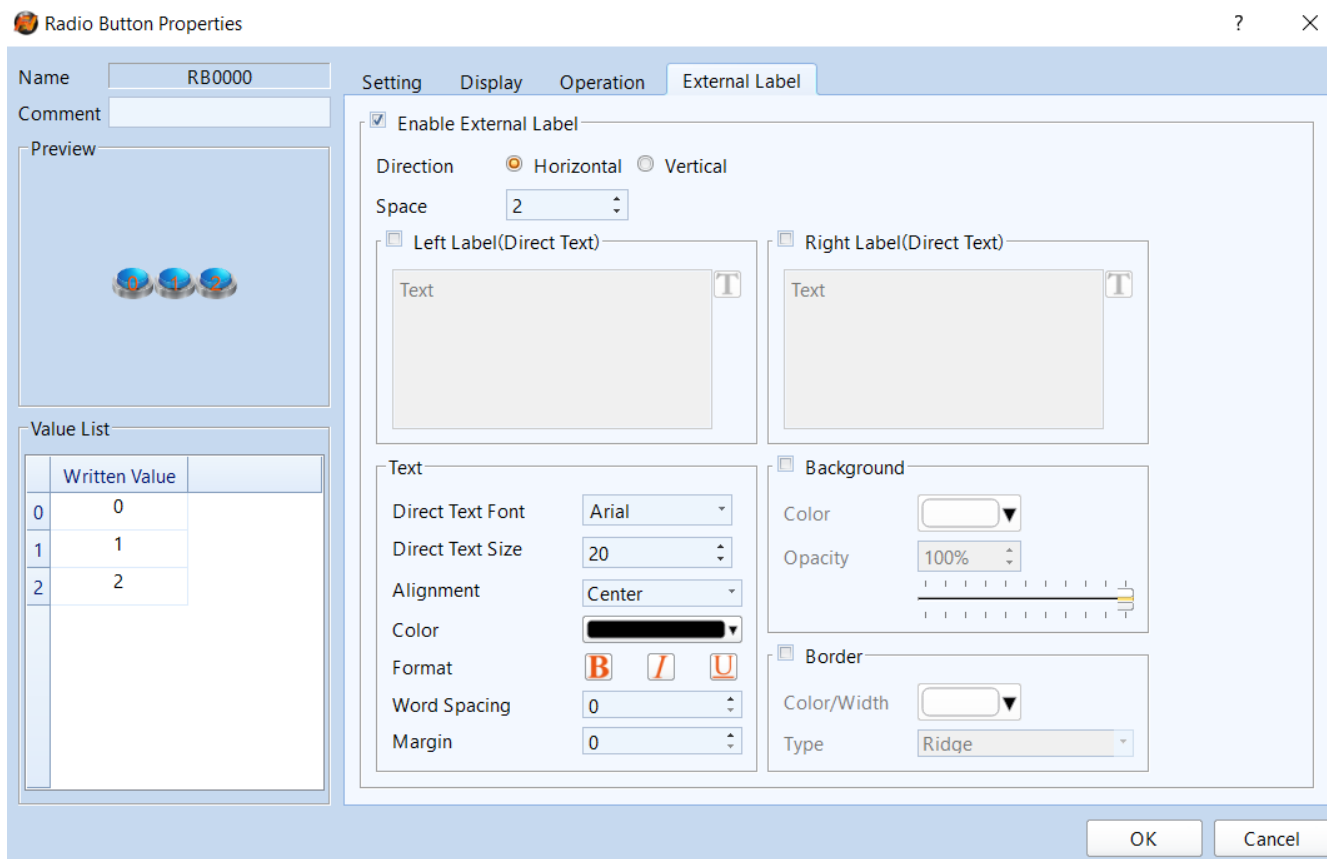 Radio Button Properties
?
Name RB0000
Comment
Preview
0 1 2
Value List
Written Value
0 0
1 1
2 2
Setting Display Operation External Label
Enable External Label
Direction Horizontal Vertical
Space 2
Left Label(Direct Text)
Text
T
Right Label(Direct Text)
Text
T
Text
Direct Text Font Arial
Direct Text Size 20
Alignment Center
Color
Format B I U
Word Spacing 0
Margin 0
Background
Color
Opacity 100%
Border
Color/Width
Type Ridge
OK Cancel